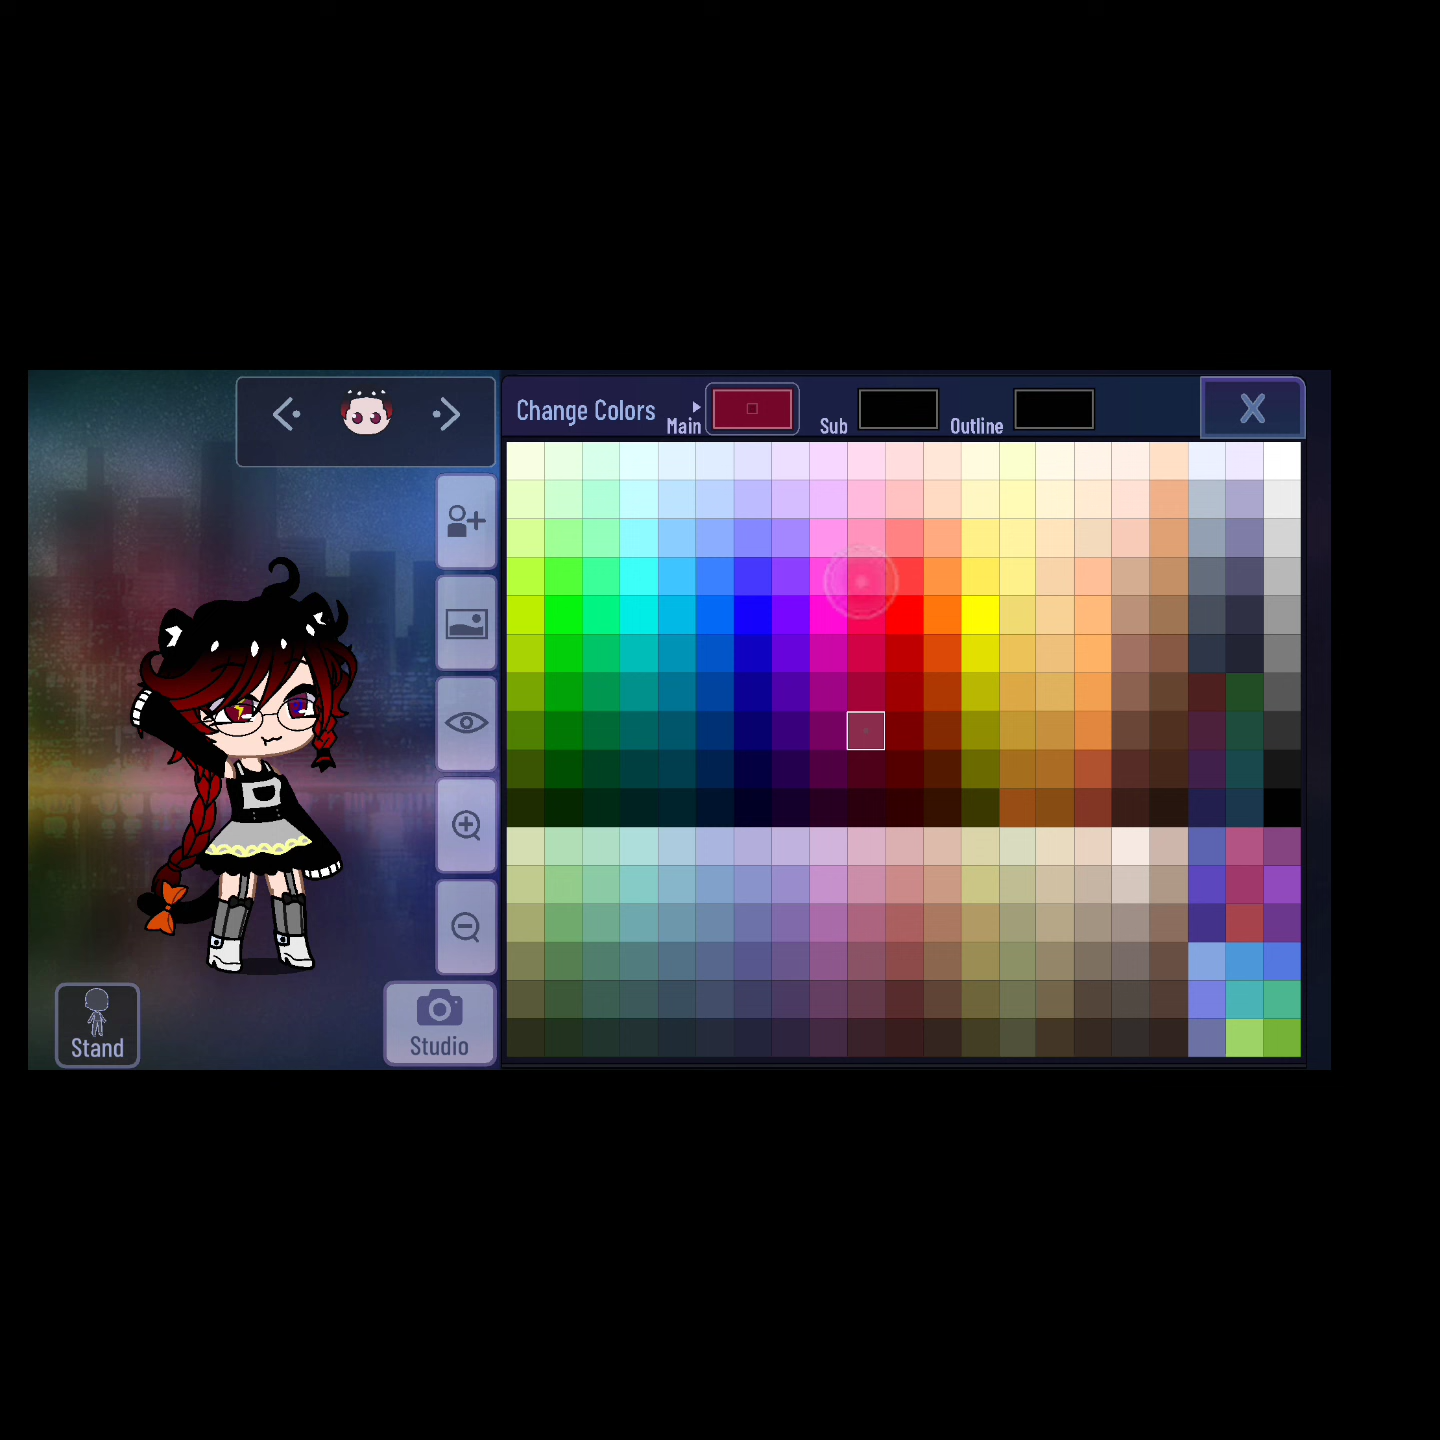 Change Colors
Main
Sub
Outline
X
Stand
Studio